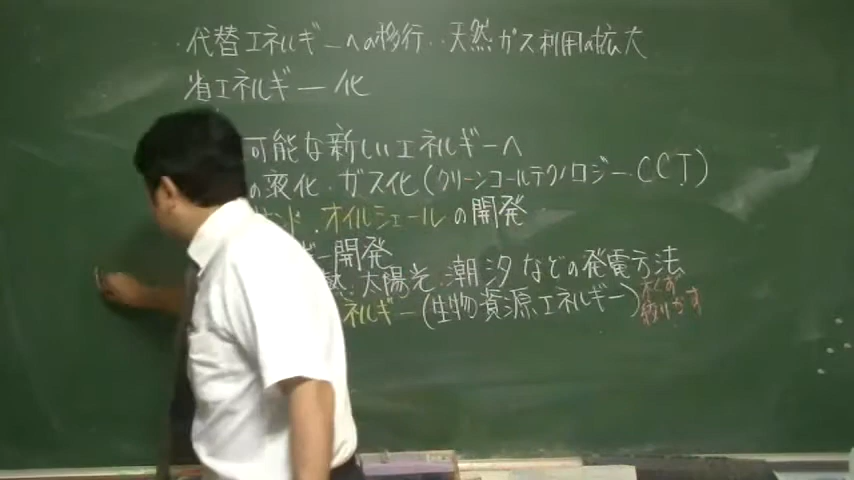 代替エネルギーへの移行‥天然ガス利用の拡大
省エネルギー化
可能な新しいエネルギーへ
の液化・ガス化(クリーンコールテクノロジーCCT)
ンド・オイルシェールの開発
ギー開発
熱・太陽光・潮汐などの発電方法
ネルギー(生物資源エネルギー)